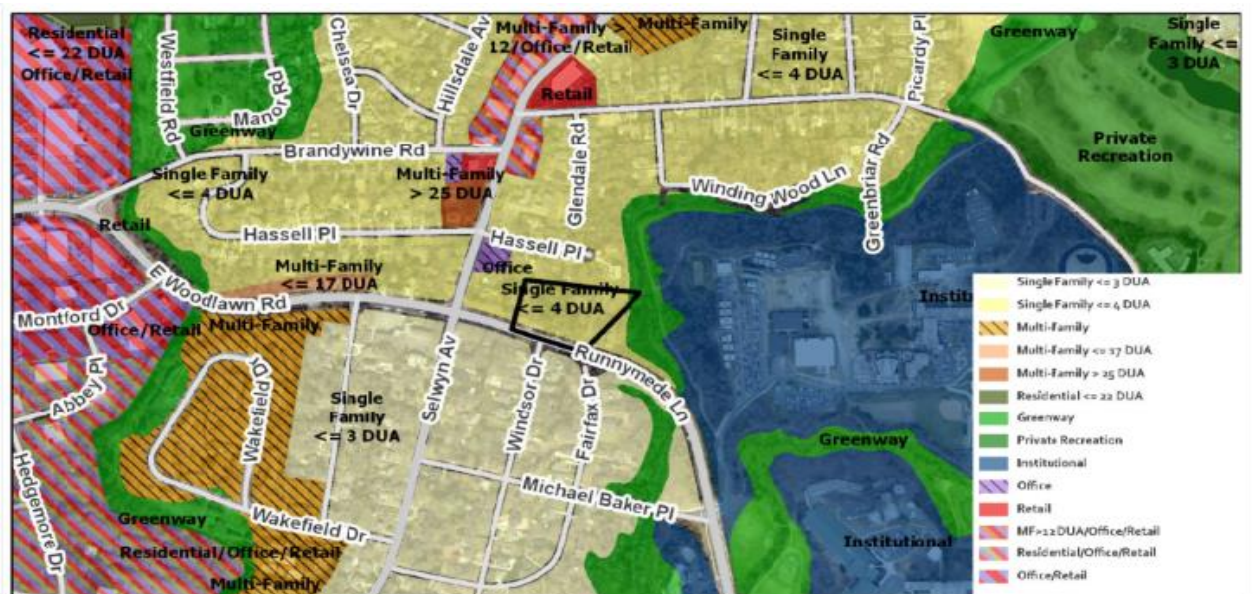 Residential
<= 22 DUA
Office/Retail
Westfield Rd
Manor Rd
Greenway
Chelsea Dr
Hillsdale Av
Multi-Family >
12/Office/Retail
Multi-Family
Single
Family
<= 4 DUA
Picardy Pl
Greenway
Single
Family <=
3 DUA
Retail
Private
Recreation
Brandywine Rd
Single Family
<= 4 DUA
Multi-Family
> 25 DUA
Glendale Rd
Winding Wood Ln
Greenbriar Rd
Retail
Hassell Pl
Hassell Pl
Office
Multi-Family
<= 17 DUA
Single Family
<= 4 DUA
E Woodlawn Rd
Montford Dr
Office/Retail
Multi-Family
Abbey Pl
Wakefield Dr
Single
Family
<= 3 DUA
Selwyn Av
Windsor Dr
Fairfax Dr
Runnymede Ln
Michael Baker Pl
Hedgemore Dr
Greenway
Wakefield Dr
Residential/Office/Retail
Multi-Family
Greenway
Institutional
Single Family <= 3 DUA
Single Family <= 4 DUA
Multi-Family
Multi-Family <= 17 DUA
Multi-Family > 25 DUA
Residential <= 22 DUA
Greenway
Private Recreation
Institutional
Office
Retail
MF>12 DUA/Office/Retail
Residential/Office/Retail
Office/Retail